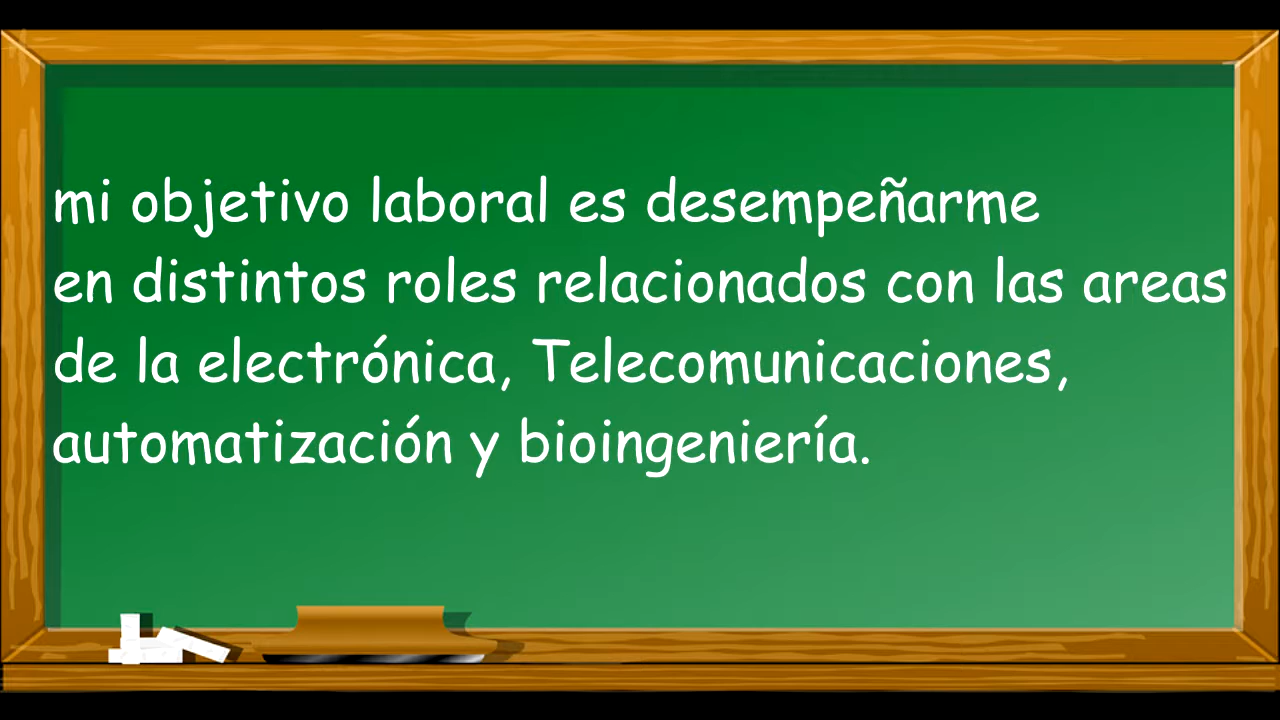 mi objetivo laboral es desempeñarme
en distintos roles relacionados con las areas
de la electrónica, Telecomunicaciones,
automatización y bioingeniería.